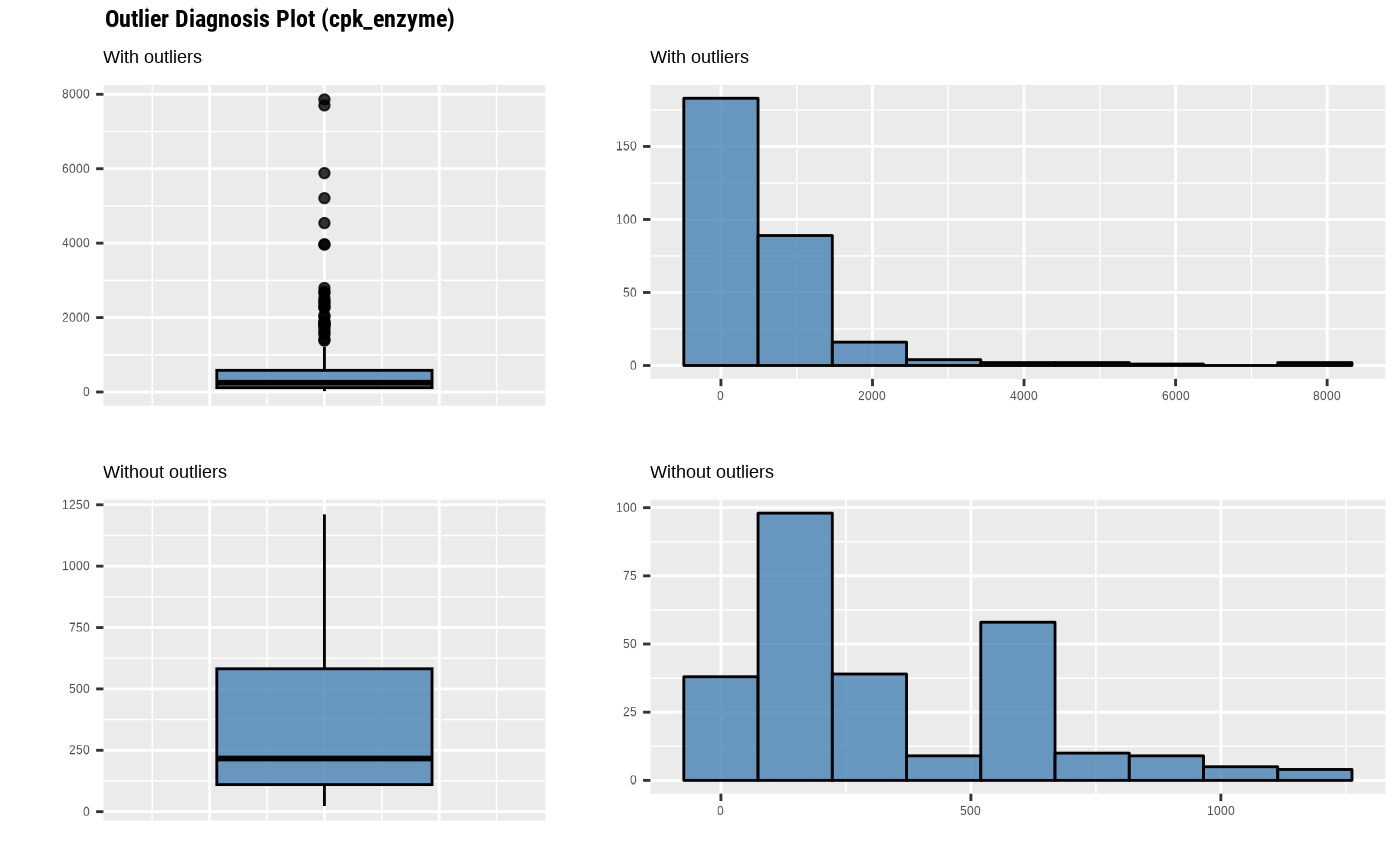 Outlier Diagnosis Plot (cpk_enzyme)
With outliers
8000
6000
4000
2000
0
With outliers
150
100
50
0
0 2000 4000 6000 8000
Without outliers
1250
1000
750
500
250
0
Without outliers
100
75
50
25
0
0 500 1000